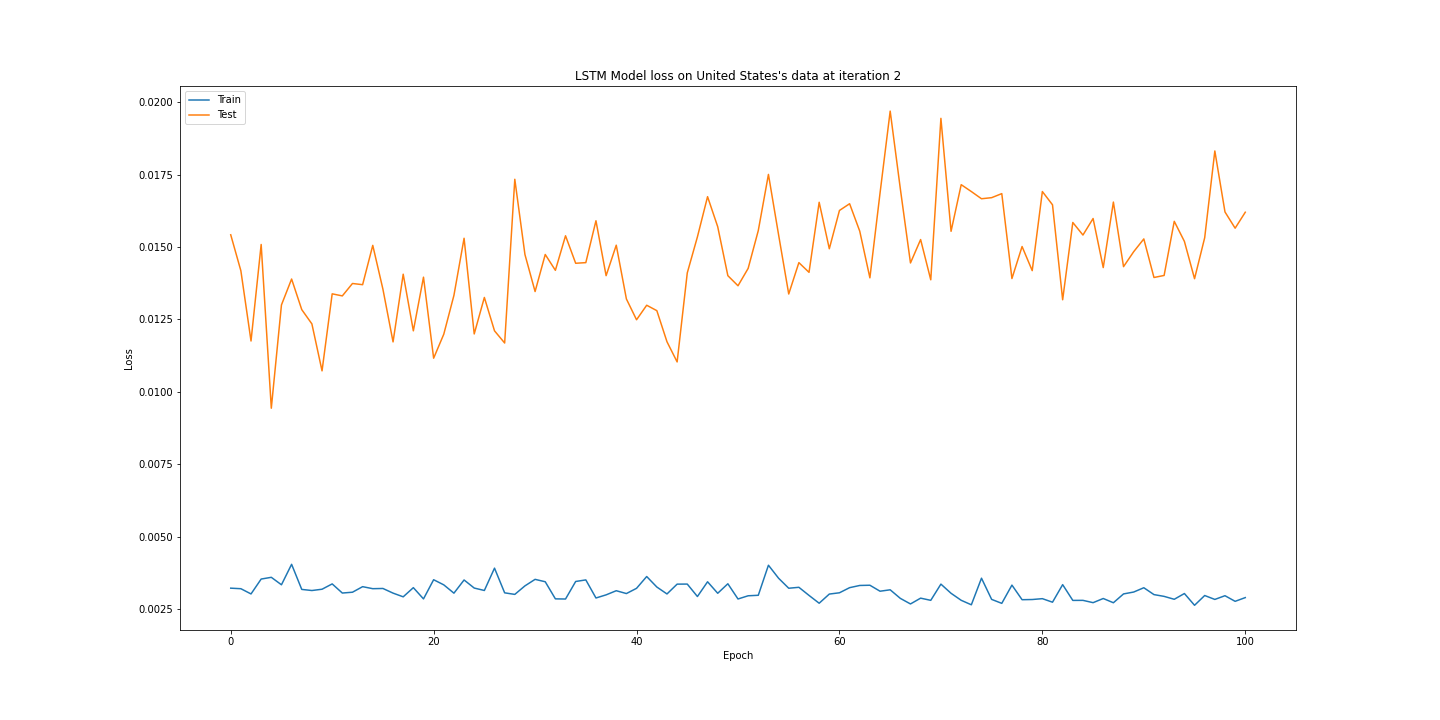 LSTM Model loss on United States's data at iteration 2
Train
Test
0.0200
0.0175
0.0150
0.0125
0.0100
0.0075
0.0050
0.0025
Loss
0 20 40 60 80 100
Epoch